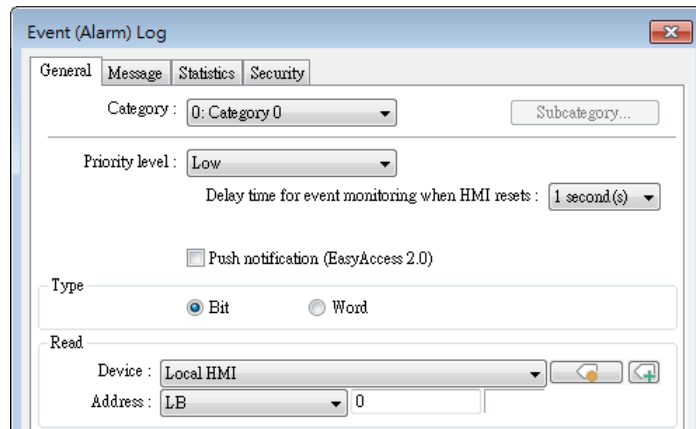 Event (Alarm) Log
General Message Statistics Security
Category : 0: Category 0 Subcategory...
Priority level : Low
Delay time for event monitoring when HMI resets : 1 second(s)
Push notification (EasyAccess 2.0)
Type
Bit Word
Read
Device : Local HMI
Address : LB 0